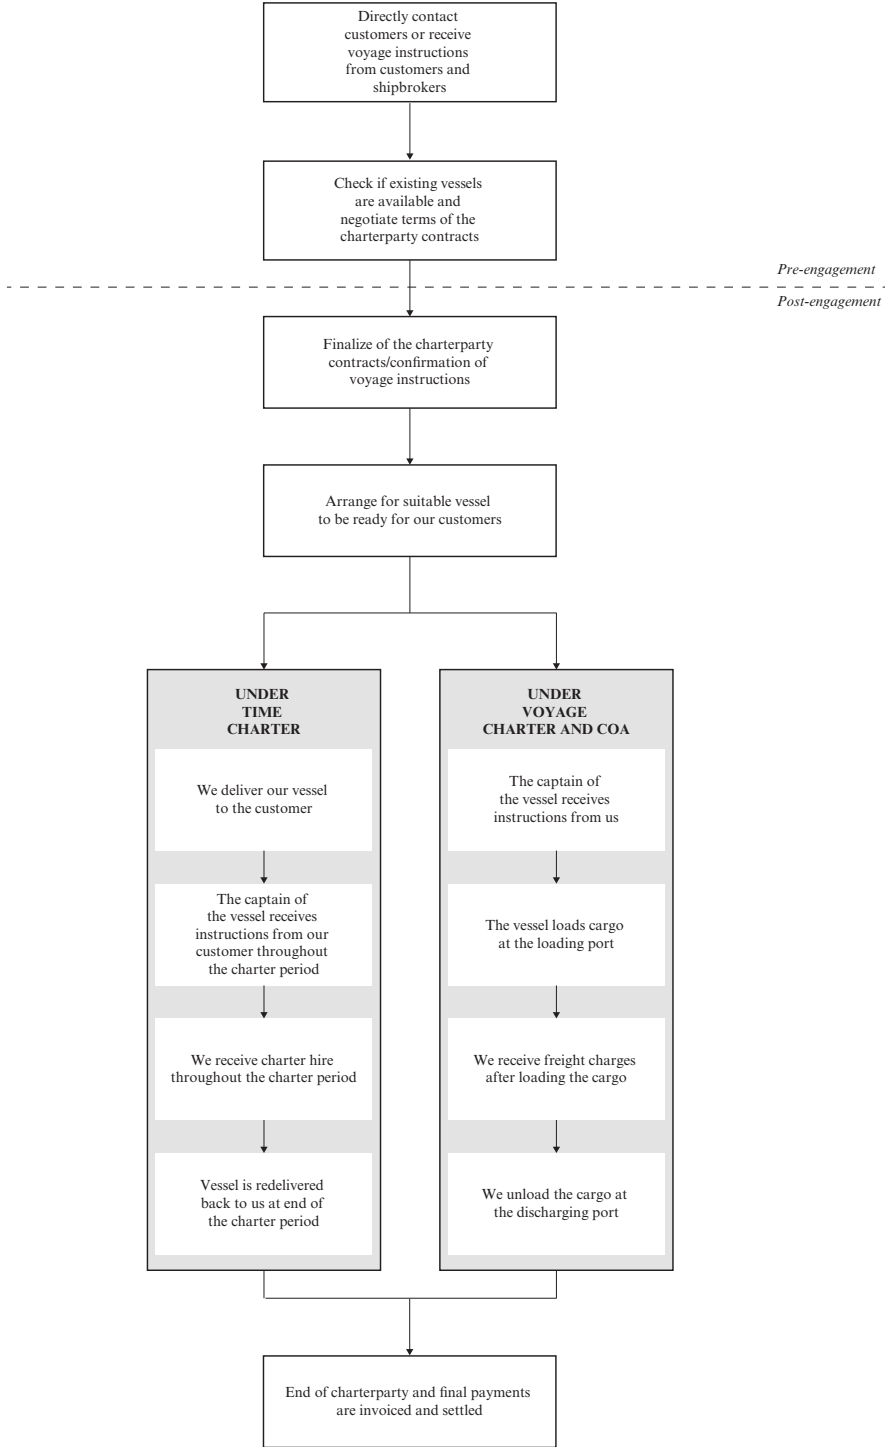 Directly contact
customers or receive
voyage instructions
from customers and
shipbrokers
Check if existing vessels
are available and
negotiate terms of the
charterparty contracts
Pre-engagement
Post-engagement
Finalize of the charterparty
contracts/confirmation of
voyage instructions
Arrange for suitable vessel
to be ready for our customers
UNDER
TIME
CHARTER
We deliver our vessel
to the customer
The captain of
the vessel receives
instructions from our
customer throughout
the charter period
We receive charter hire
throughout the charter period
Vessel is redelivered
back to us at end of
the charter period
UNDER
VOYAGE
CHARTER AND COA
The captain of
the vessel receives
instructions from us
The vessel loads cargo
at the loading port
We receive freight charges
after loading the cargo
We unload the cargo at
the discharging port
End of charterparty and final payments
are invoiced and settled